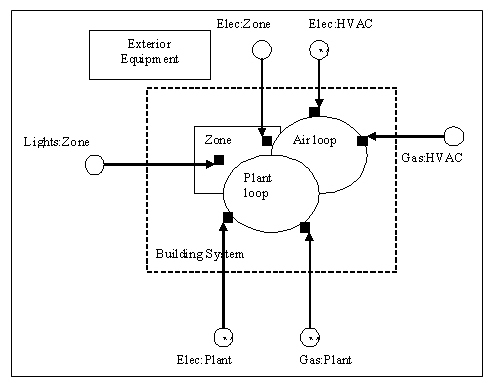 Elec:Zone
Elec:HVAC
Exterior
Equipment
Lights:Zone
Zone
Air loop
Gas:HVAC
Plant
loop
Building System
Elec:Plant
Gas:Plant